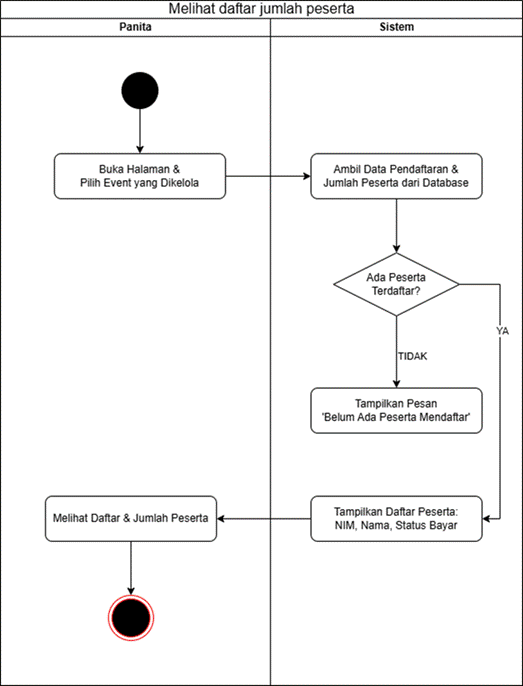 Melihat daftar jumlah peserta
Panita
Sistem
Buka Halaman &
Pilih Event yang Dikelola
Ambil Data Pendaftaran &
Jumlah Peserta dari Database
Ada Peserta
Terdaftar?
YA
TIDAK
Tampilkan Pesan
'Belum Ada Peserta Mendaftar'
Melihat Daftar & Jumlah Peserta
Tampilkan Daftar Peserta:
NIM, Nama, Status Bayar